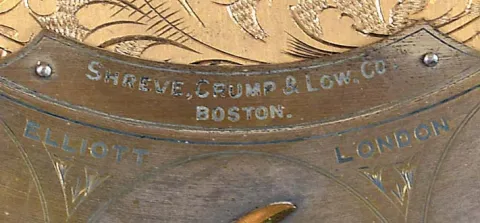 SHREVE, CRUMP & LOW. CO
BOSTON.
ELLIOTT LONDON